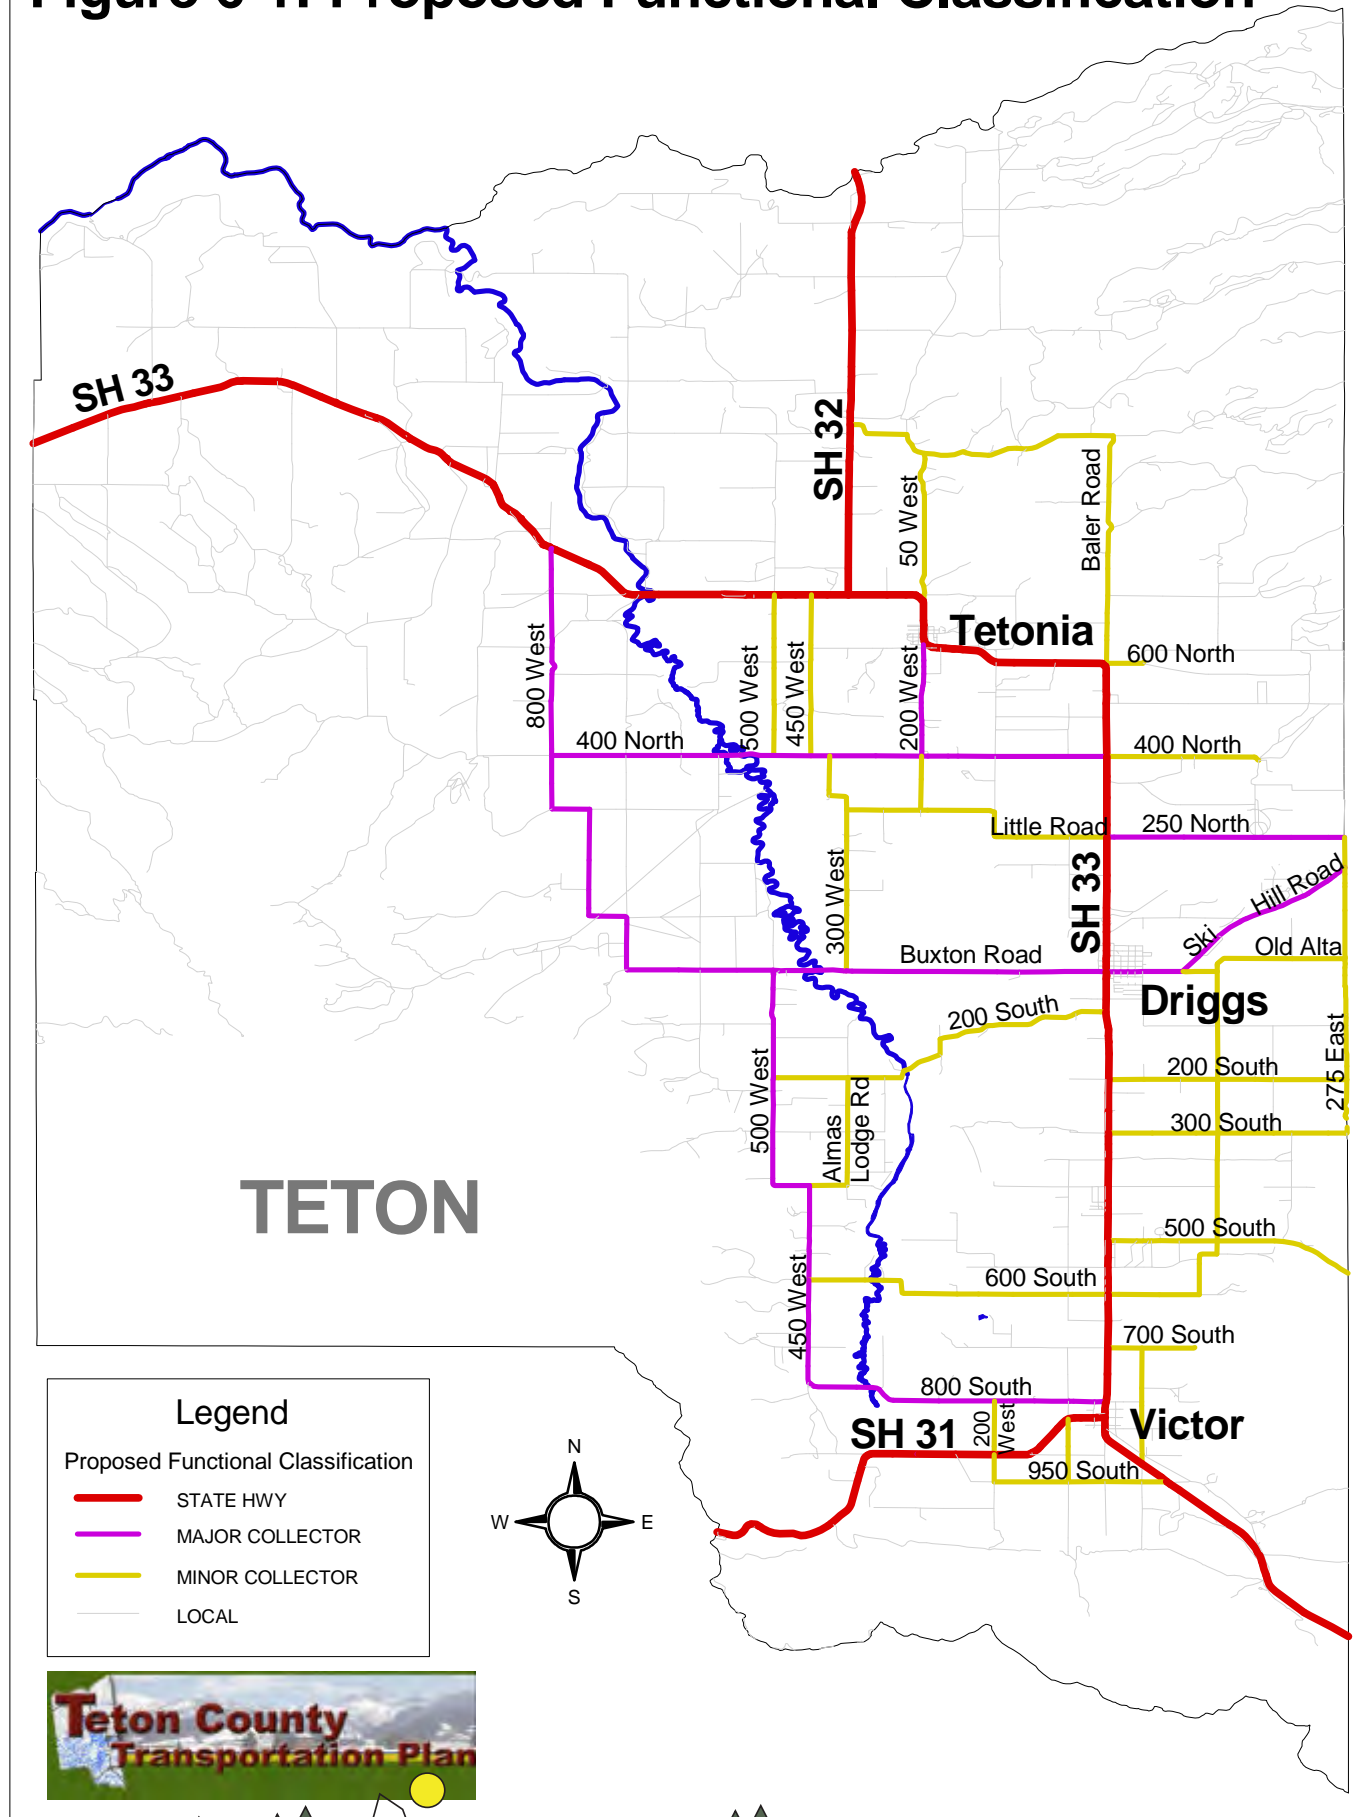 SH 33
SH 32
50 West
Baler Road
Tetonia
600 North
800 West
500 West
450 West
200 West
400 North
400 North
Little Road
250 North
300 West
SH 33
Ski Hill Road
Buxton Road
Old Alta
Driggs
200 South
275 East
200 South
500 West
Almas
Lodge Rd
300 South
TETON
500 South
450 West
600 South
700 South
800 South
200
West
Victor
SH 31
950 South
Legend
Proposed Functional Classification
STATE HWY
MAJOR COLLECTOR
MINOR COLLECTOR
LOCAL
N
W
E
S
Teton County
Transportation Plan